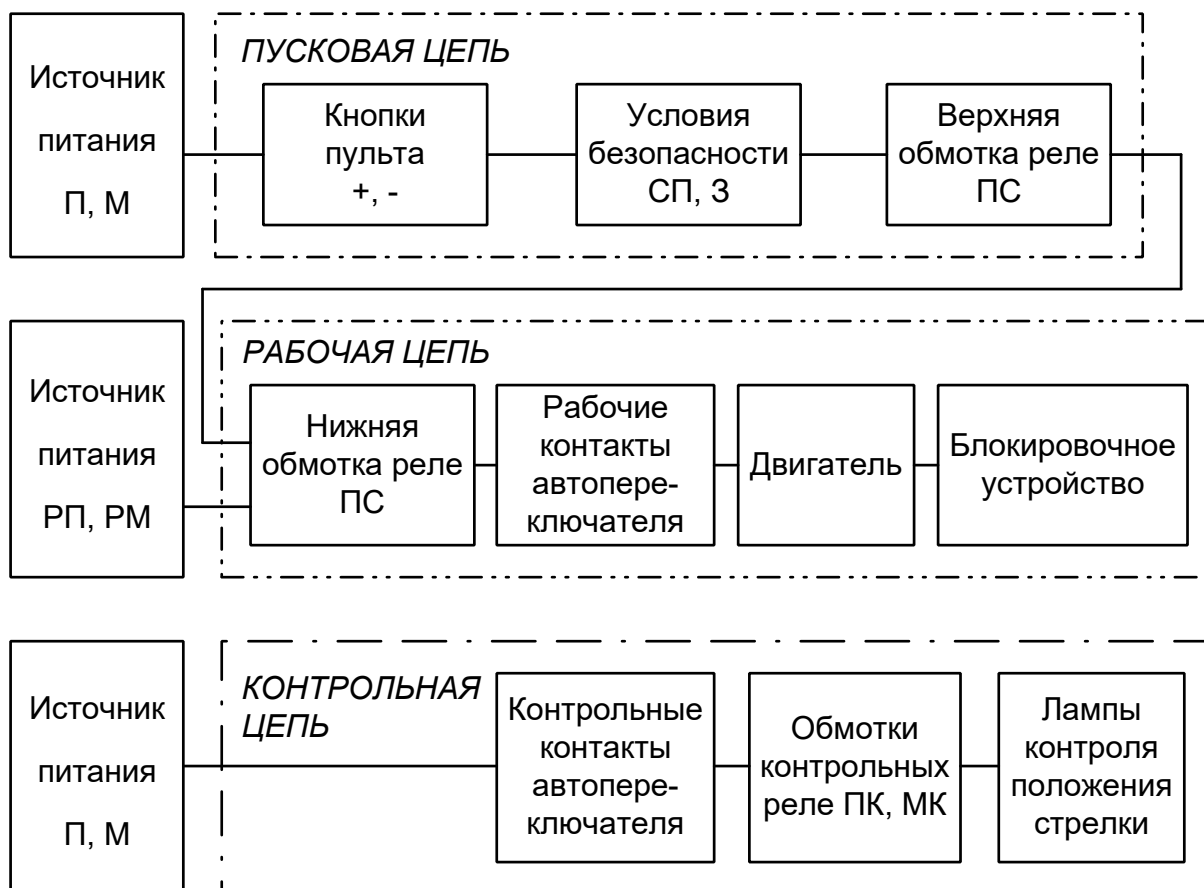 Источник
питания
П, М
ПУСКОВАЯ ЦЕПЬ
Кнопки
пульта
+, -
Условия
безопасности
СП, З
Верхняя
обмотка реле
ПС
Источник
питания
РП, РМ
РАБОЧАЯ ЦЕПЬ
Нижняя
обмотка реле
ПС
Рабочие
контакты
автопере-
ключателя
Двигатель
Блокировочное
устройство
Источник
питания
П, М
КОНТРОЛЬНАЯ
ЦЕПЬ
Контрольные
контакты
автопере-
ключателя
Обмотки
контрольных
реле ПК, МК
Лампы
контроля
положения
стрелки